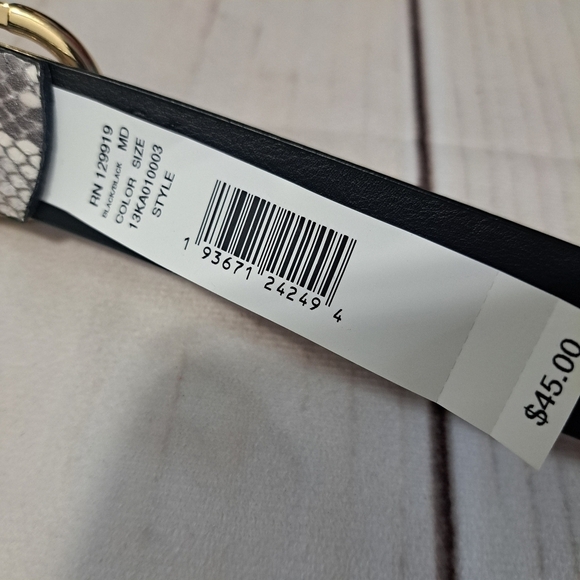 RN 129919
BLACK/BLACK MD
COLOR SIZE
13KA010003
STYLE
1 93671 24249 4
$45.00